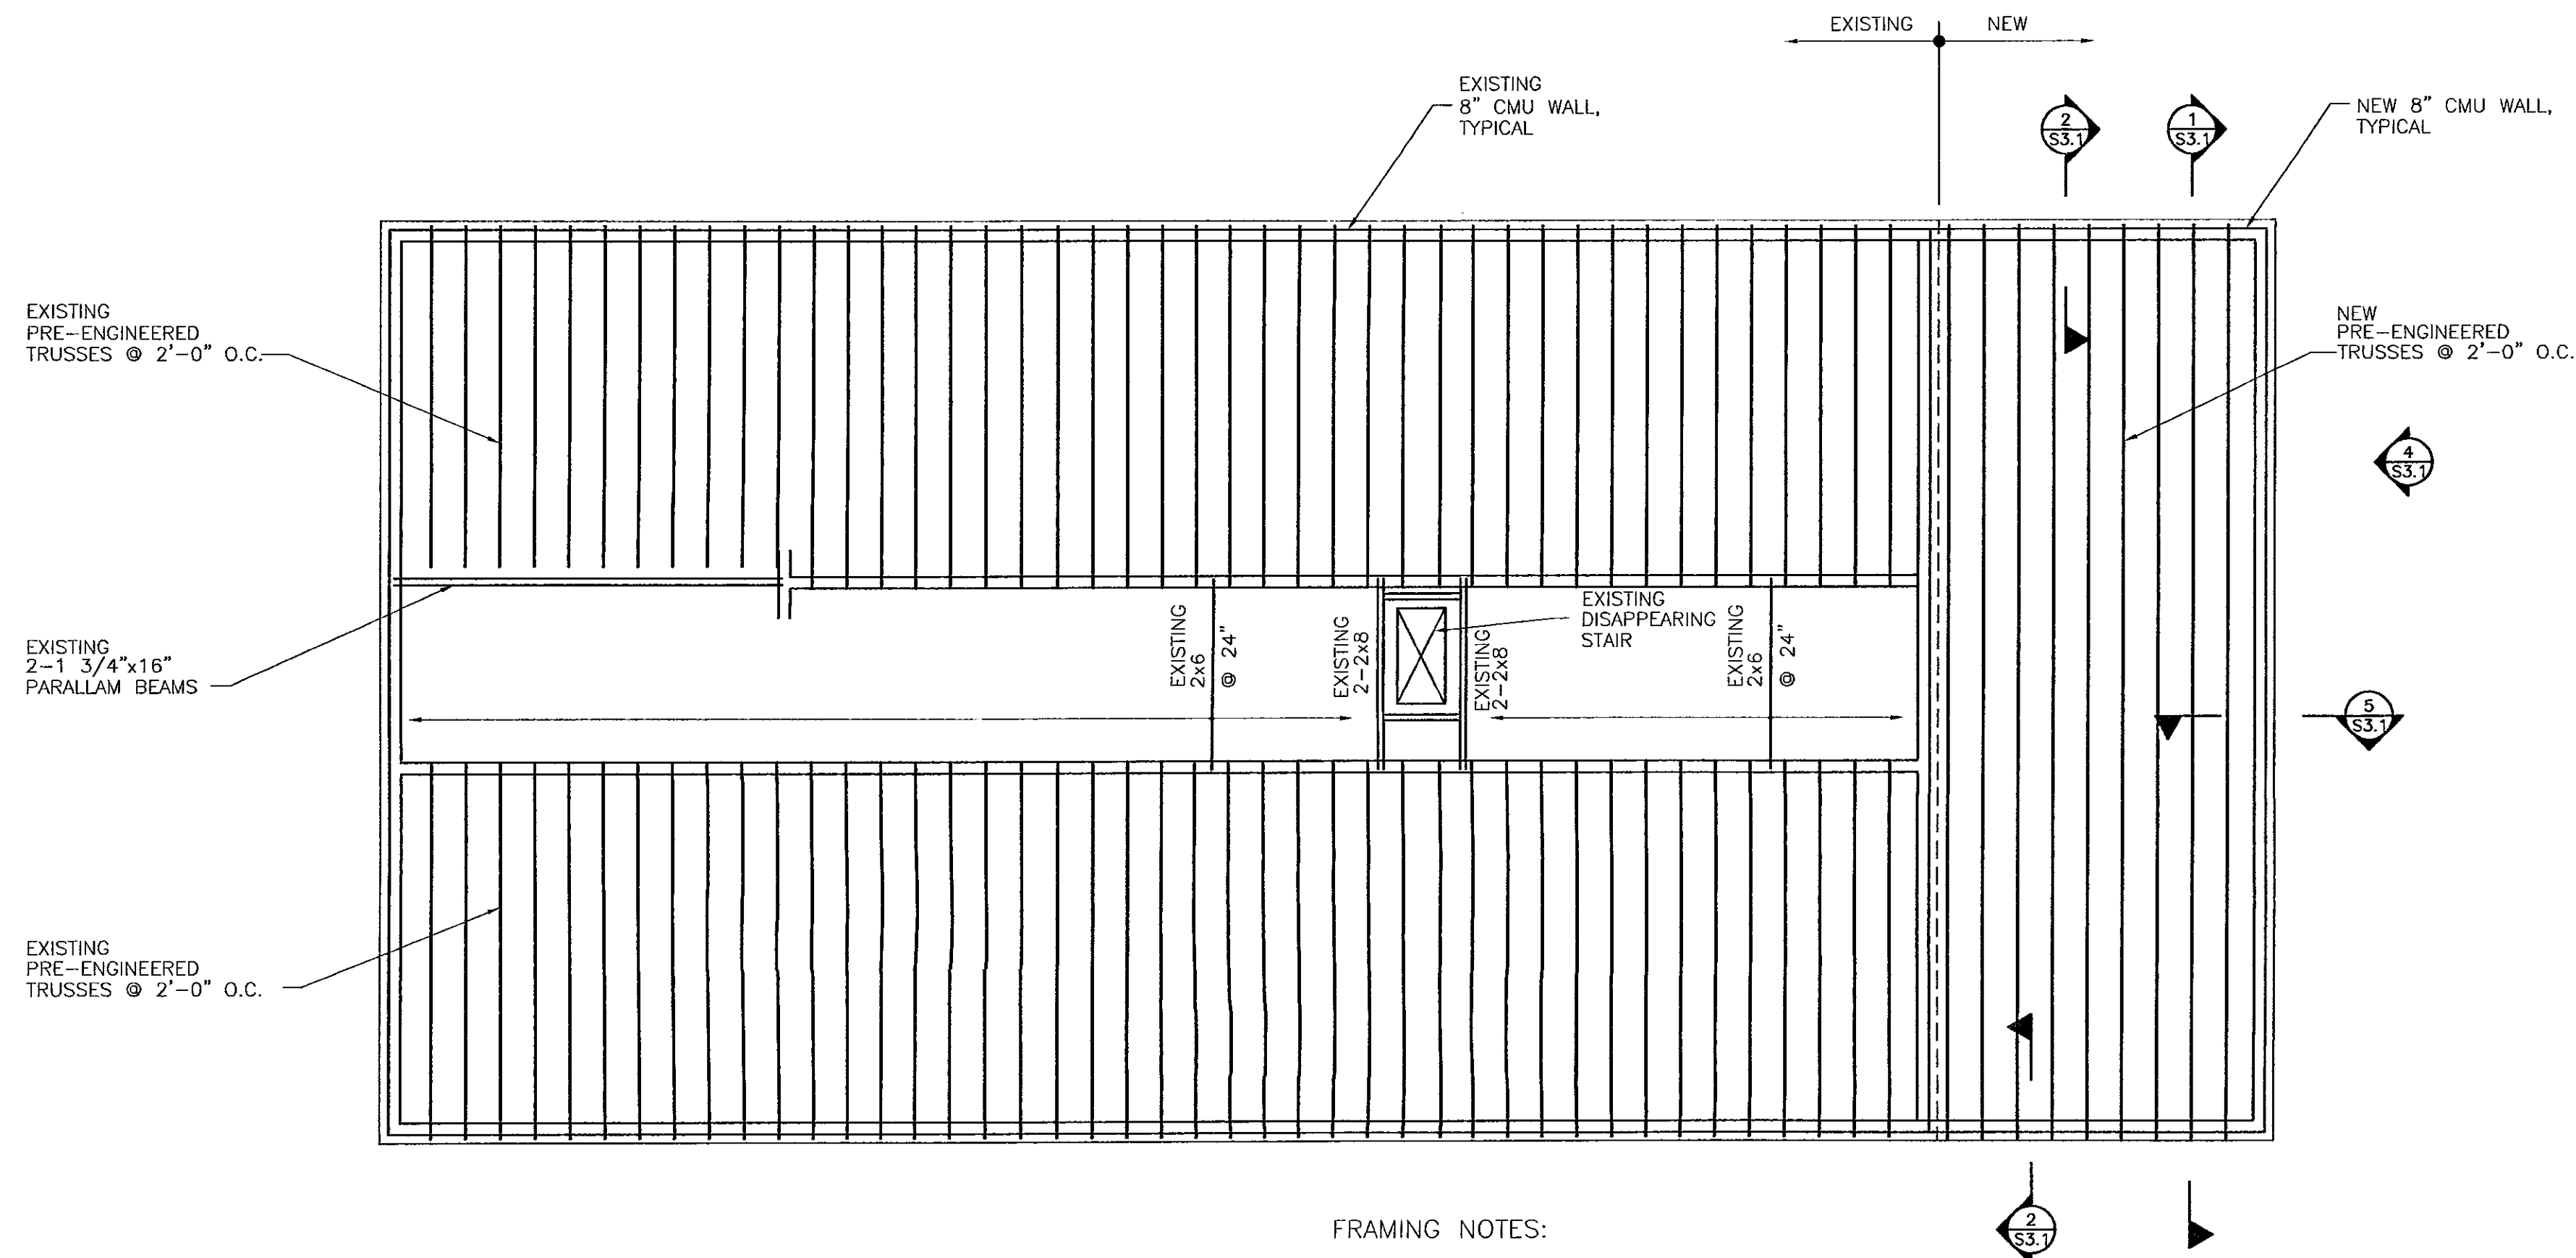 EXISTING
NEW
EXISTING
8" CMU WALL,
TYPICAL
2
S3.1
1
S3.1
NEW 8" CMU WALL,
TYPICAL
EXISTING
PRE-ENGINEERED
TRUSSES @ 2'-0" O.C.
NEW
PRE-ENGINEERED
TRUSSES @ 2'-0" O.C.
4
S3.1
EXISTING
2-1 3/4"x16"
PARALLAM BEAMS
EXISTING
2x6
@ 24"
EXISTING
2-2x8
EXISTING
2-2x8
EXISTING
DISAPPEARING
STAIR
EXISTING
2x6
@ 24"
5
S3.1
EXISTING
PRE-ENGINEERED
TRUSSES @ 2'-0" O.C.
FRAMING NOTES:
2
S3.1